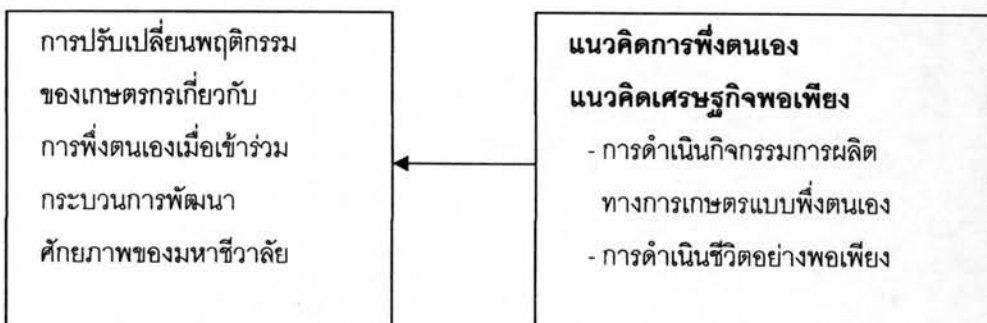 การปรับเปลี่ยนพฤติกรรม
ของเกษตรกรเกี่ยวกับ
การพึ่งตนเองเมื่อเข้าร่วม
กระบวนการพัฒนา
ศักยภาพของมหาชีวาลัย
แนวคิดการพึ่งตนเอง
แนวคิดเศรษฐกิจพอเพียง
- การดำเนินกิจกรรมการผลิต
ทางการเกษตรแบบพึ่งตนเอง
- การดำเนินชีวิตอย่างพอเพียง